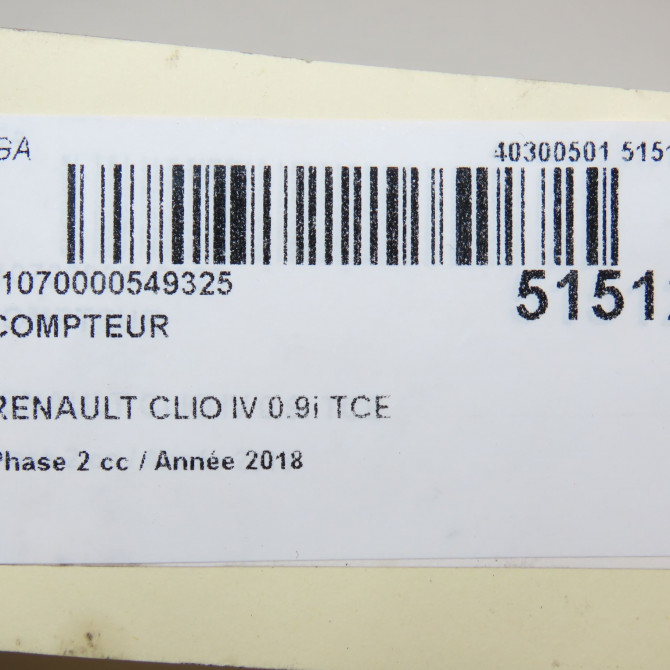 GA 40300501 5151
1070000549325
5151
COMPTEUR
RENAULT CLIO IV 0.9i TCE
Phase 2 cc / Année 2018